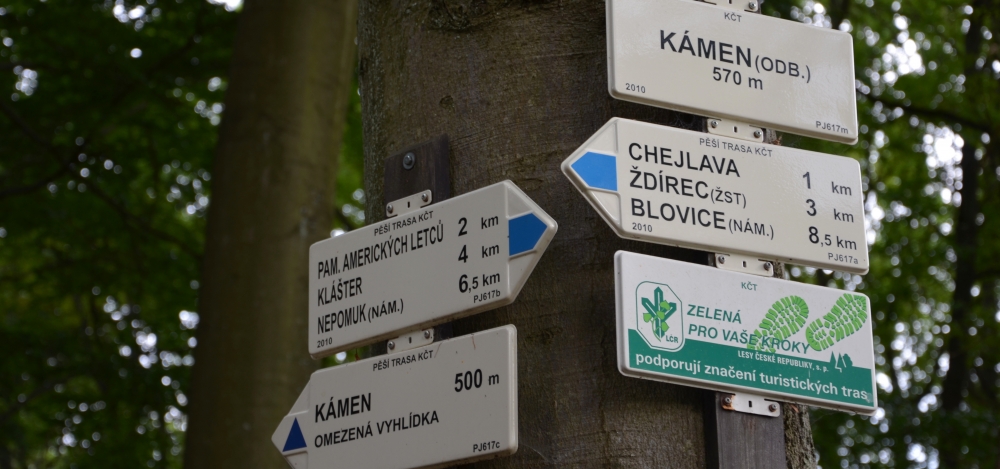 KČT
KÁMEN (ODB.)
570 m
2010 PJ617m
PĚŠÍ TRASA KČT
CHEJLAVA 1 km
ŽDÍREC (ŽST) 3 km
BLOVICE (NÁM.) 8,5 km
2010 PJ617a
KČT
LČR
ZELENÁ
PRO VAŠE KROKY
LESY ČESKÉ REPUBLIKY, s. p.
podporují značení turistických tras
PĚŠÍ TRASA KČT
PAM. AMERICKÝCH LETCŮ 2 km
KLÁŠTER 4 km
NEPOMUK (NÁM.) 6,5 km
2010 PJ617b
PĚŠÍ TRASA KČT
KÁMEN 500 m
OMEZENÁ VYHLÍDKA
PJ617c